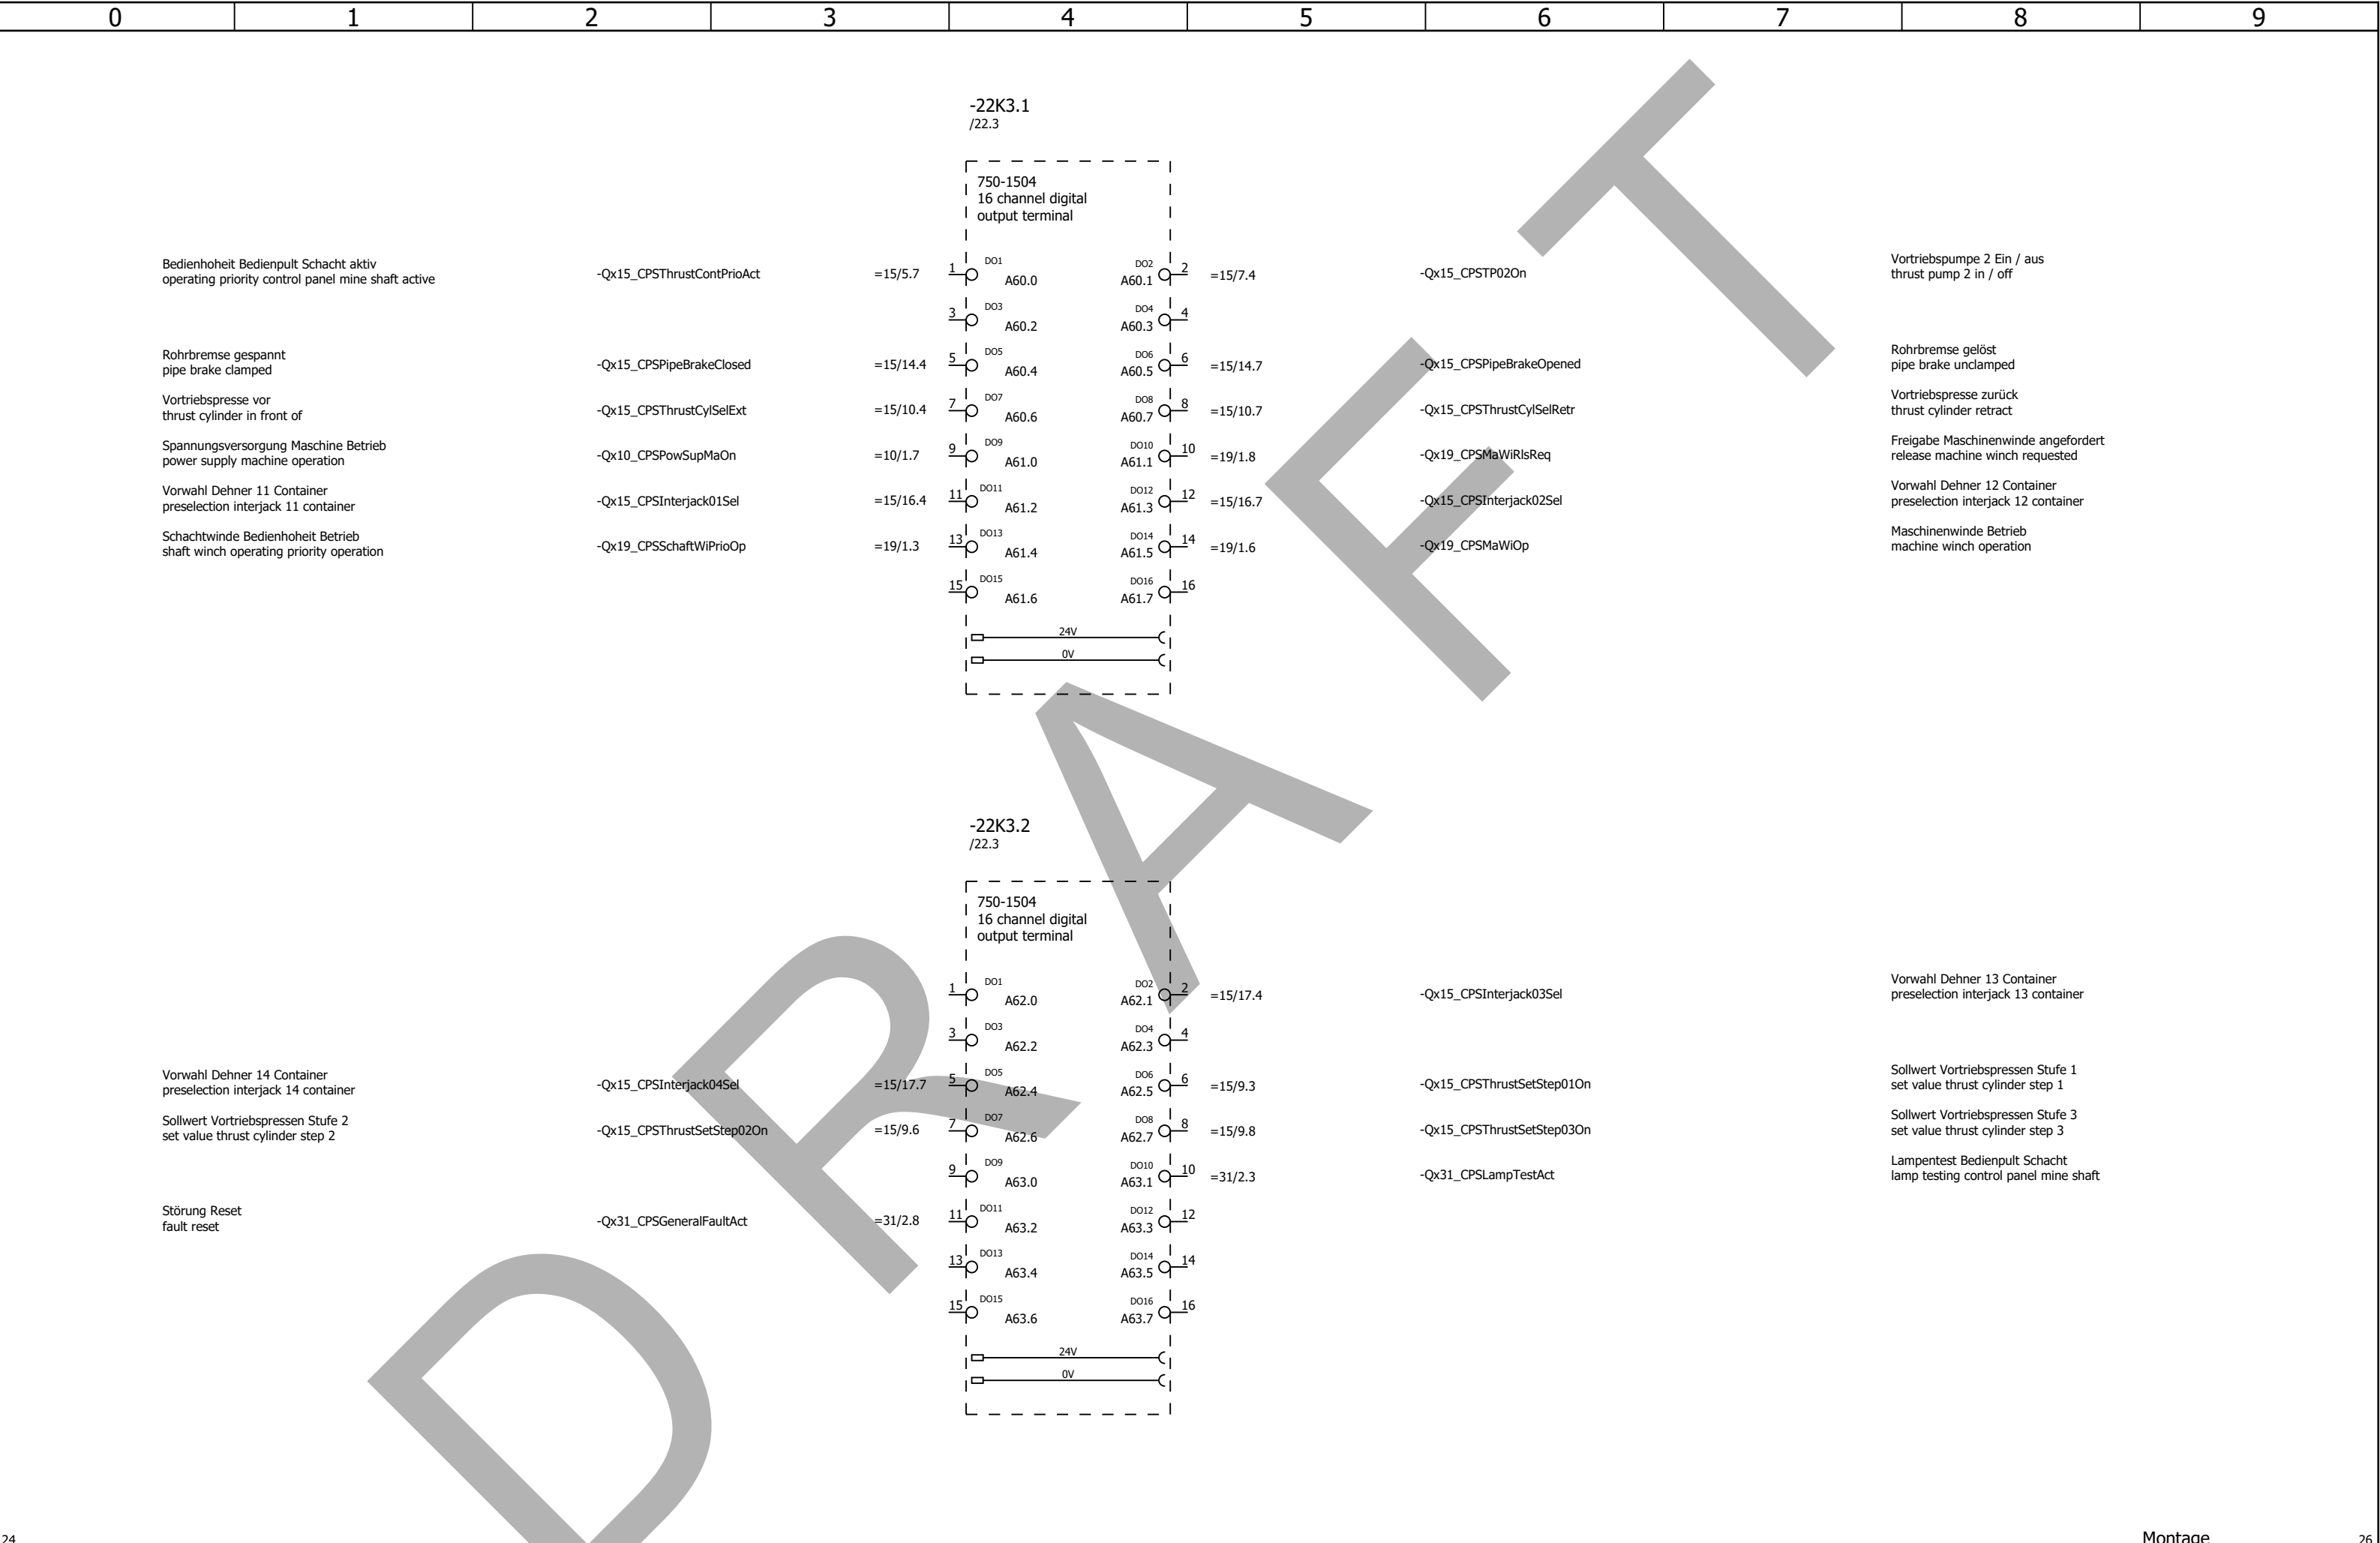 0 1 2 3 4 5 6 7 8 9
-22K3.1
/22.3
750-1504
16 channel digital
output terminal
Bedienhoheit Bedienpult Schacht aktiv
operating priority control panel mine shaft active
-Qx15_CPSThrustContPrioAct =15/5.7 1 DO1 A60.0 DO2 A60.1 2 =15/7.4 -Qx15_CPSTP02On
Vortriebspumpe 2 Ein / aus
thrust pump 2 in / off
3 DO3 A60.2 DO4 A60.3 4
Rohrbremse gespannt
pipe brake clamped
-Qx15_CPSPipeBrakeClosed =15/14.4 5 DO5 A60.4 DO6 A60.5 6 =15/14.7 -Qx15_CPSPipeBrakeOpened
Rohrbremse gelöst
pipe brake unclamped
Vortriebspresse vor
thrust cylinder in front of
-Qx15_CPSThrustCylSelExt =15/10.4 7 DO7 A60.6 DO8 A60.7 8 =15/10.7 -Qx15_CPSThrustCylSelRetr
Vortriebspresse zurück
thrust cylinder retract
Spannungsversorgung Maschine Betrieb
power supply machine operation
-Qx10_CPSPowSupMaOn =10/1.7 9 DO9 A61.0 DO10 A61.1 10 =19/1.8 -Qx19_CPSMaWiRlsReq
Freigabe Maschinenwinde angefordert
release machine winch requested
Vorwahl Dehner 11 Container
preselection interjack 11 container
-Qx15_CPSInterjack01Sel =15/16.4 11 DO11 A61.2 DO12 A61.3 12 =15/16.7 -Qx15_CPSInterjack02Sel
Vorwahl Dehner 12 Container
preselection interjack 12 container
Schachtwinde Bedienhoheit Betrieb
shaft winch operating priority operation
-Qx19_CPSSchaftWiPrioOp =19/1.3 13 DO13 A61.4 DO14 A61.5 14 =19/1.6 -Qx19_CPSMaWiOp
Maschinenwinde Betrieb
machine winch operation
15 DO15 A61.6 DO16 A61.7 16
24V
0V
-22K3.2
/22.3
750-1504
16 channel digital
output terminal
1 DO1 A62.0 DO2 A62.1 2 =15/17.4 -Qx15_CPSInterjack03Sel
Vorwahl Dehner 13 Container
preselection interjack 13 container
3 DO3 A62.2 DO4 A62.3 4
Vorwahl Dehner 14 Container
preselection interjack 14 container
-Qx15_CPSInterjack04Sel =15/17.7 5 DO5 A62.4 DO6 A62.5 6 =15/9.3 -Qx15_CPSThrustSetStep01On
Sollwert Vortriebspressen Stufe 1
set value thrust cylinder step 1
Sollwert Vortriebspressen Stufe 2
set value thrust cylinder step 2
-Qx15_CPSThrustSetStep02On =15/9.6 7 DO7 A62.6 DO8 A62.7 8 =15/9.8 -Qx15_CPSThrustSetStep03On
Sollwert Vortriebspressen Stufe 3
set value thrust cylinder step 3
9 DO9 A63.0 DO10 A63.1 10 =31/2.3 -Qx31_CPSLampTestAct
Lampentest Bedienpult Schacht
lamp testing control panel mine shaft
Störung Reset
fault reset
-Qx31_CPSGeneralFaultAct =31/2.8 11 DO11 A63.2 DO12 A63.3 12
13 DO13 A63.4 DO14 A63.5 14
15 DO15 A63.6 DO16 A63.7 16
24V
0V
DRAFT
24 Montage 26